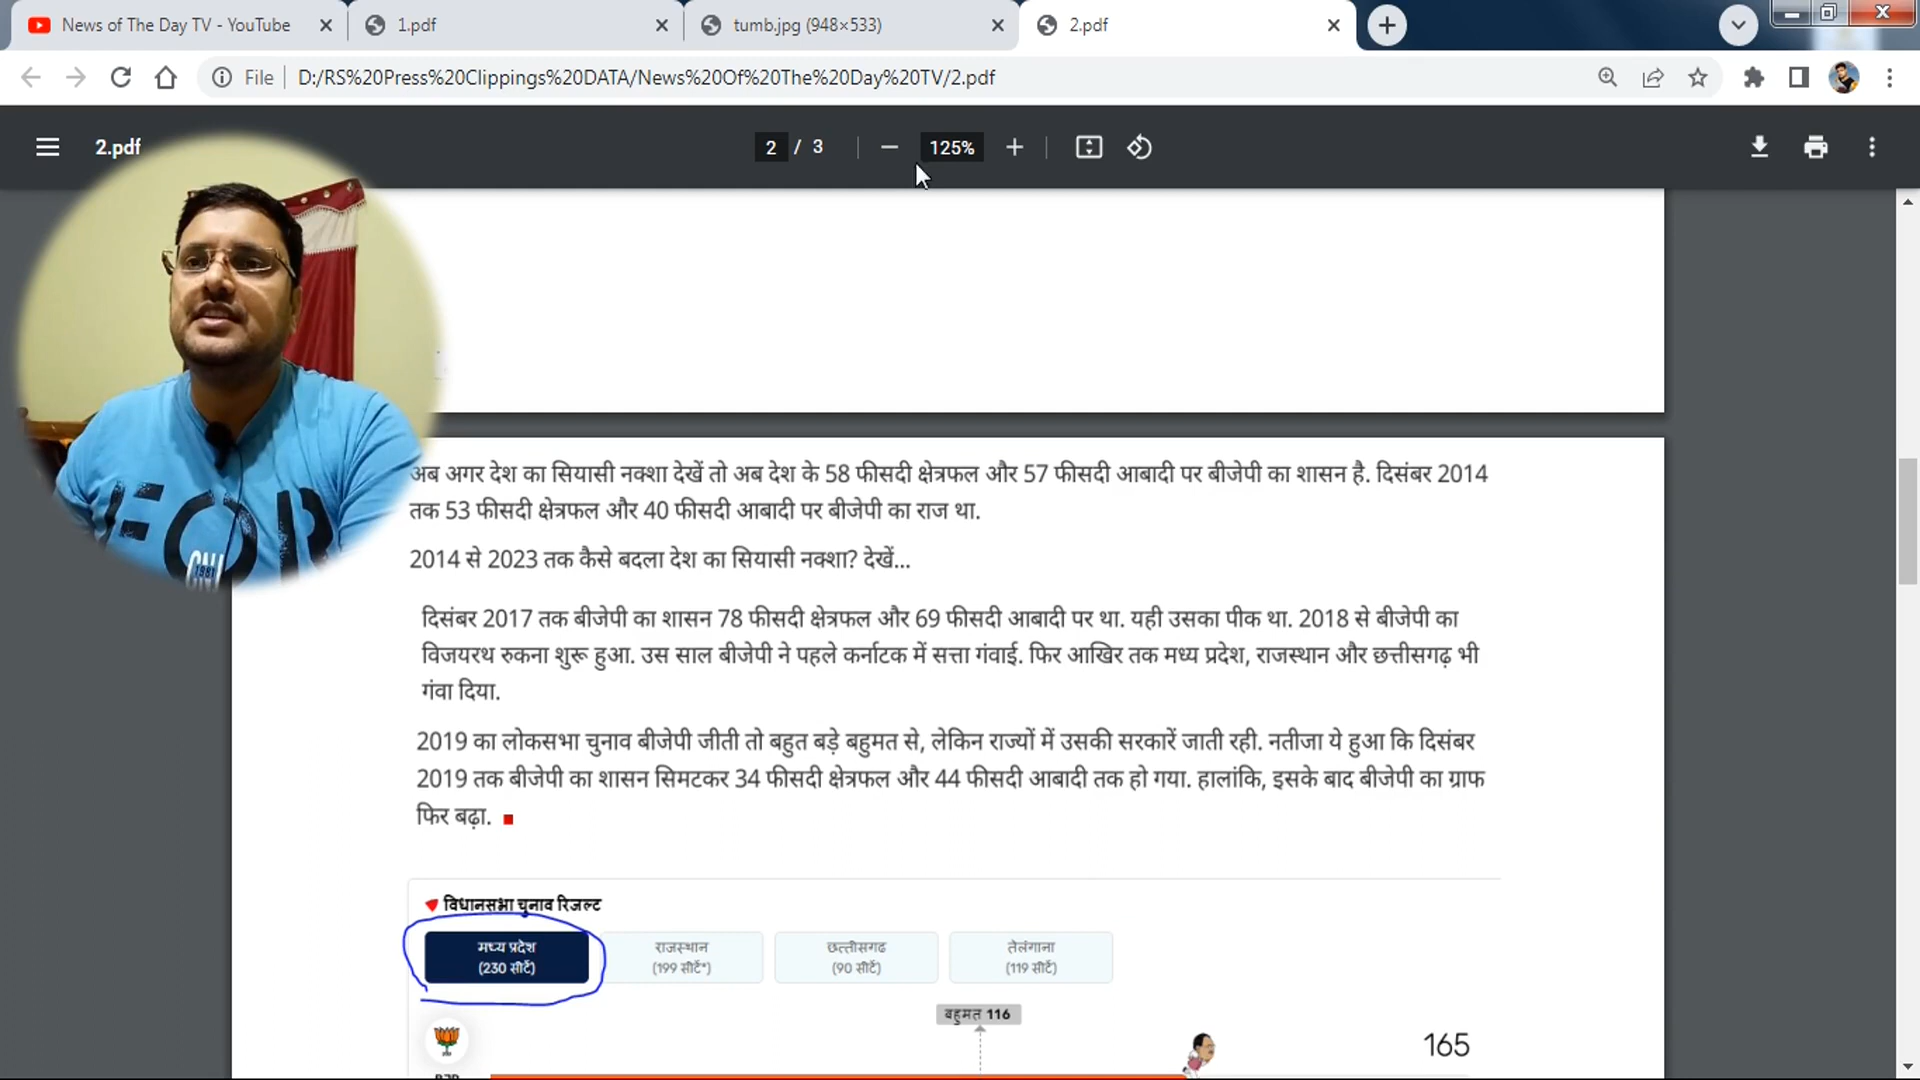 News of The Day TV - YouTube
1.pdf
tumb.jpg (948×533)
2.pdf
File
D:/RS%20Press%20Clippings%20DATA/News%20Of%20The%20Day%20TV/2.pdf
2.pdf
2 / 3
125%
अब अगर देश का सियासी नक्शा देखें तो अब देश के 58 फीसदी क्षेत्रफल और 57 फीसदी आबादी पर बीजेपी का शासन है. दिसंबर 2014
तक 53 फीसदी क्षेत्रफल और 40 फीसदी आबादी पर बीजेपी का राज था.
2014 से 2023 तक कैसे बदला देश का सियासी नक्शा? देखें...
दिसंबर 2017 तक बीजेपी का शासन 78 फीसदी क्षेत्रफल और 69 फीसदी आबादी पर था. यही उसका पीक था. 2018 से बीजेपी का
विजयरथ रुकना शुरू हुआ. उस साल बीजेपी ने पहले कर्नाटक में सत्ता गंवाई. फिर आखिर तक मध्य प्रदेश, राजस्थान और छत्तीसगढ़ भी
गंवा दिया.
2019 का लोकसभा चुनाव बीजेपी जीती तो बहुत बड़े बहुमत से, लेकिन राज्यों में उसकी सरकारें जाती रही. नतीजा ये हुआ कि दिसंबर
2019 तक बीजेपी का शासन सिमटकर 34 फीसदी क्षेत्रफल और 44 फीसदी आबादी तक हो गया. हालांकि, इसके बाद बीजेपी का ग्राफ
फिर बढ़ा.
विधानसभा चुनाव रिजल्ट
मध्य प्रदेश
(230 सीटें)
राजस्थान
(199 सीटें*)
छत्तीसगढ
(90 सीटें)
तेलंगाना
(119 सीटें)
बहुमत 116
165
1981